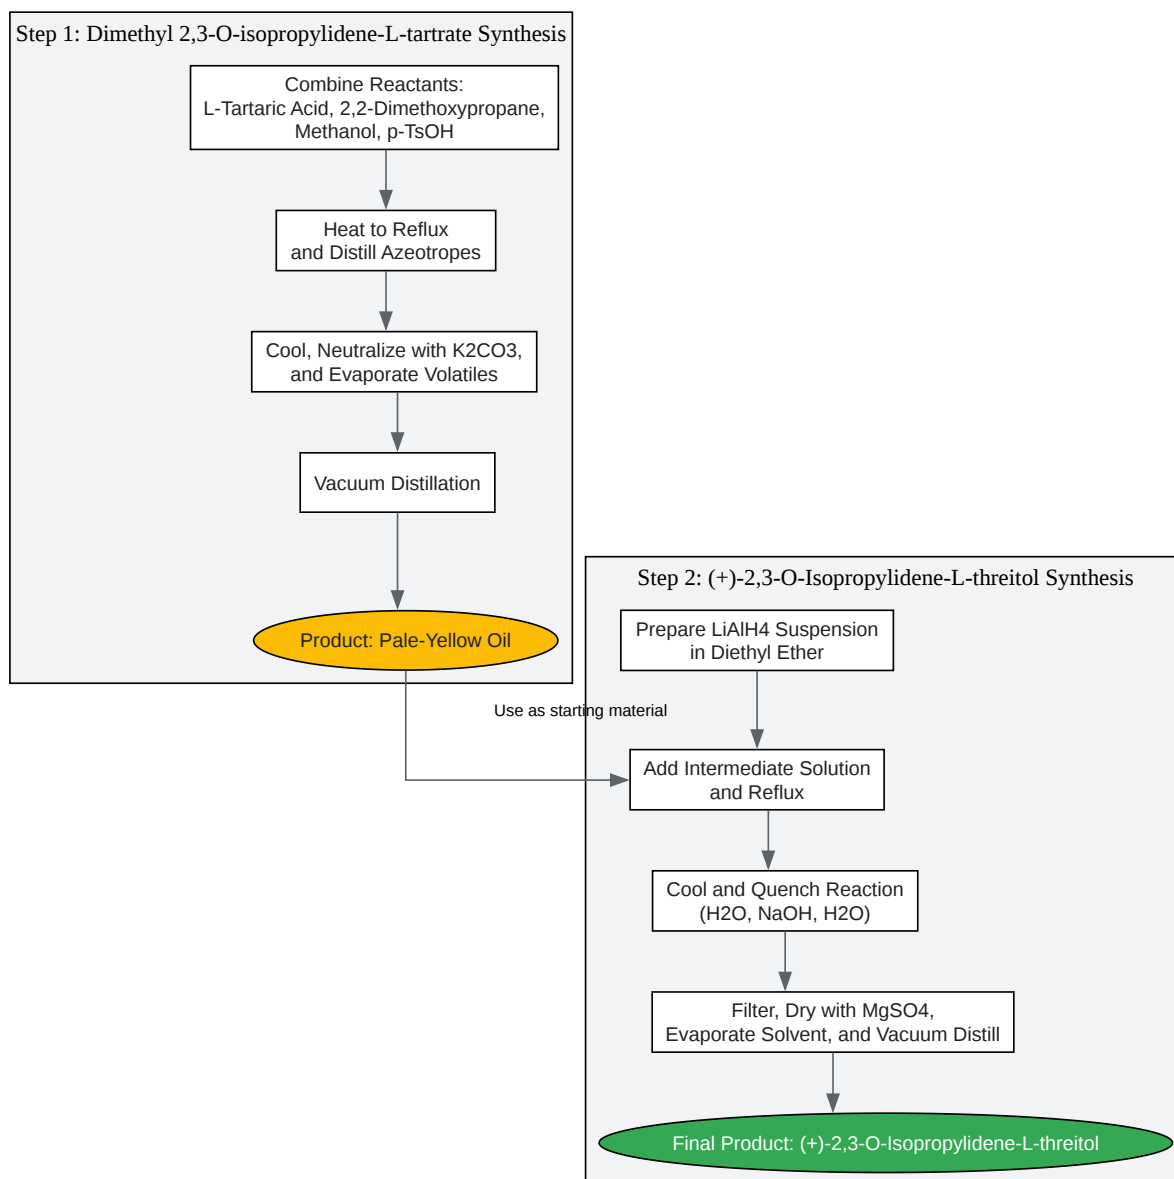 Step 1: Dimethyl 2,3-O-isopropylidene-L-tartrate Synthesis
Combine Reactants:
L-Tartaric Acid, 2,2-Dimethoxypropane,
Methanol, p-TsOH
Heat to Reflux
and Distill Azeotropes
Cool, Neutralize with K2CO3,
and Evaporate Volatiles
Vacuum Distillation
Product: Pale-Yellow Oil
Use as starting material
Step 2: (+)-2,3-O-Isopropylidene-L-threitol Synthesis
Prepare LiAlH4 Suspension
in Diethyl Ether
Add Intermediate Solution
and Reflux
Cool and Quench Reaction
(H2O, NaOH, H2O)
Filter, Dry with MgSO4,
Evaporate Solvent, and Vacuum Distill
Final Product: (+)-2,3-O-Isopropylidene-L-threitol